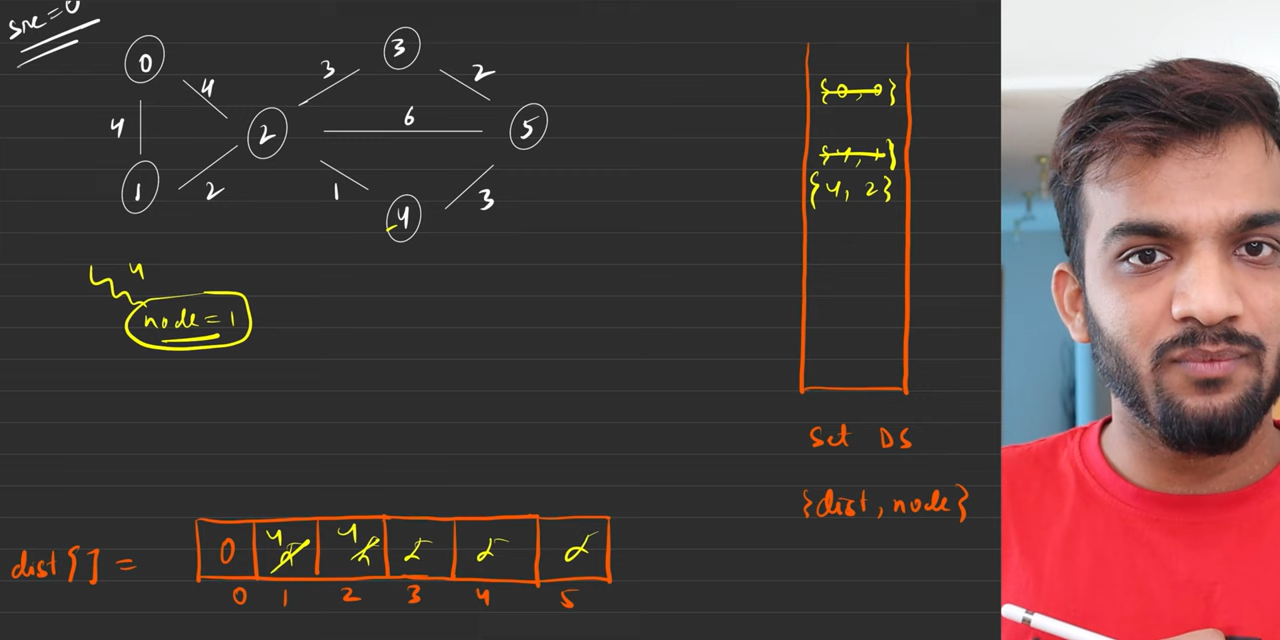 src=0
0
3
4
3
2
4
2
6
5
1
2
1
3
4
{0, 0}
{4, 1}
{4, 2}
4
node = 1
Set DS
{dist, node}
dist[] =
0 4 4
0 1 2 3 4 5